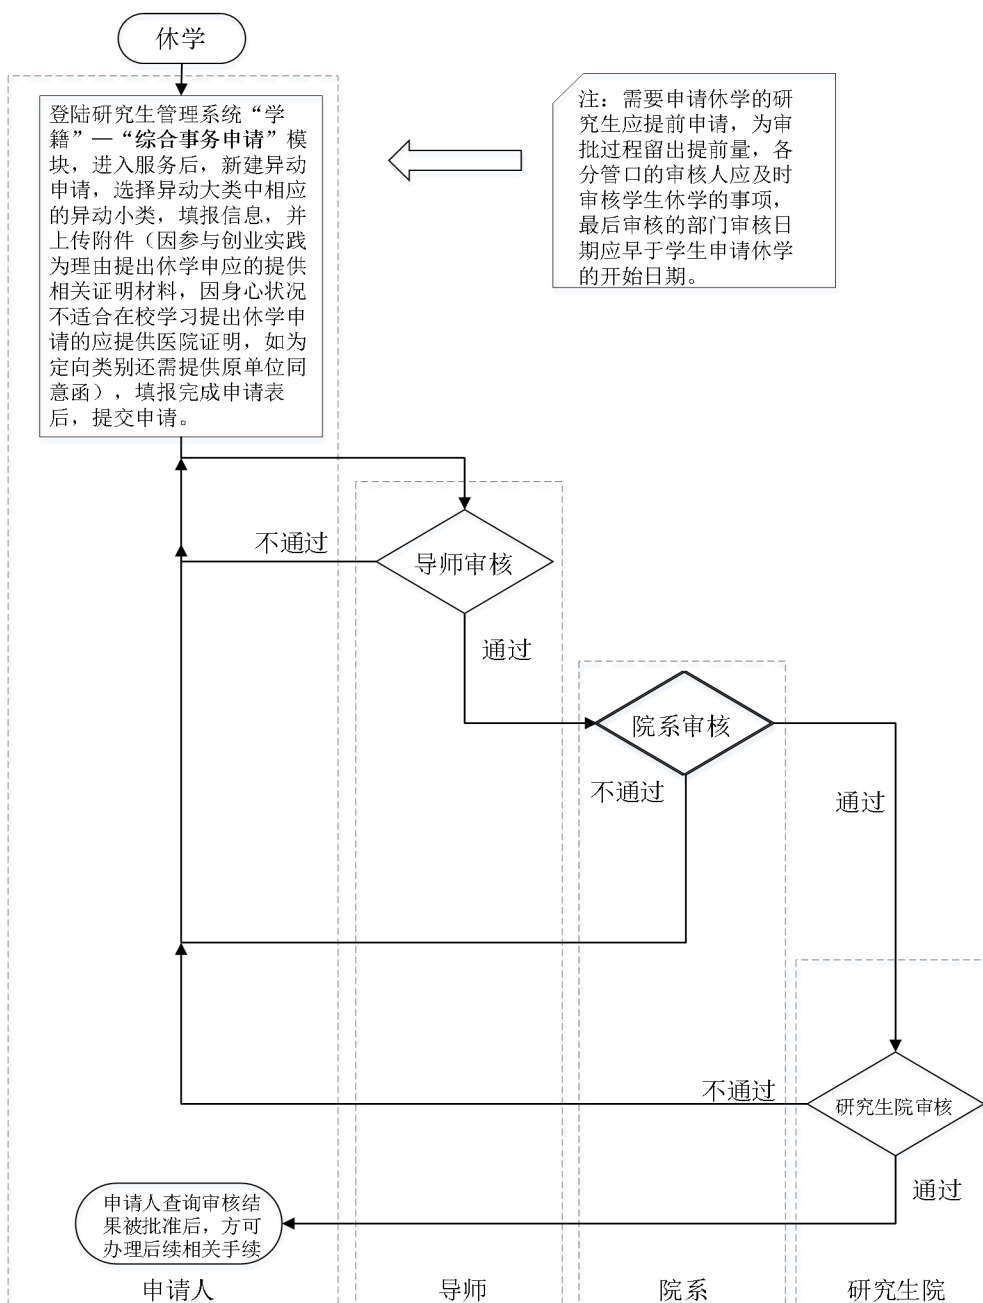 休学
登陆研究生管理系统“学
籍”—“综合事务申请”模
块，进入服务后，新建异动
申请，选择异动大类中相应
的异动小类，填报信息，并
上传附件（因参与创业实践
为理由提出休学申应的提供
相关证明材料，因身心状况
不适合在校学习提出休学申
请的应提供医院证明，如为
定向类别还需提供原单位同
意函），填报完成申请表
后，提交申请。
注：需要申请休学的研
究生应提前申请，为审
批过程留出提前量，各
分管口的审核人应及时
审核学生休学的事项，
最后审核的部门审核日
期应早于学生申请休学
的开始日期。
不通过
导师审核
通过
院系审核
不通过
通过
不通过
研究生院审核
通过
申请人查询审核结
果被批准后，方可
办理后续相关手续
申请人
导师
院系
研究生院